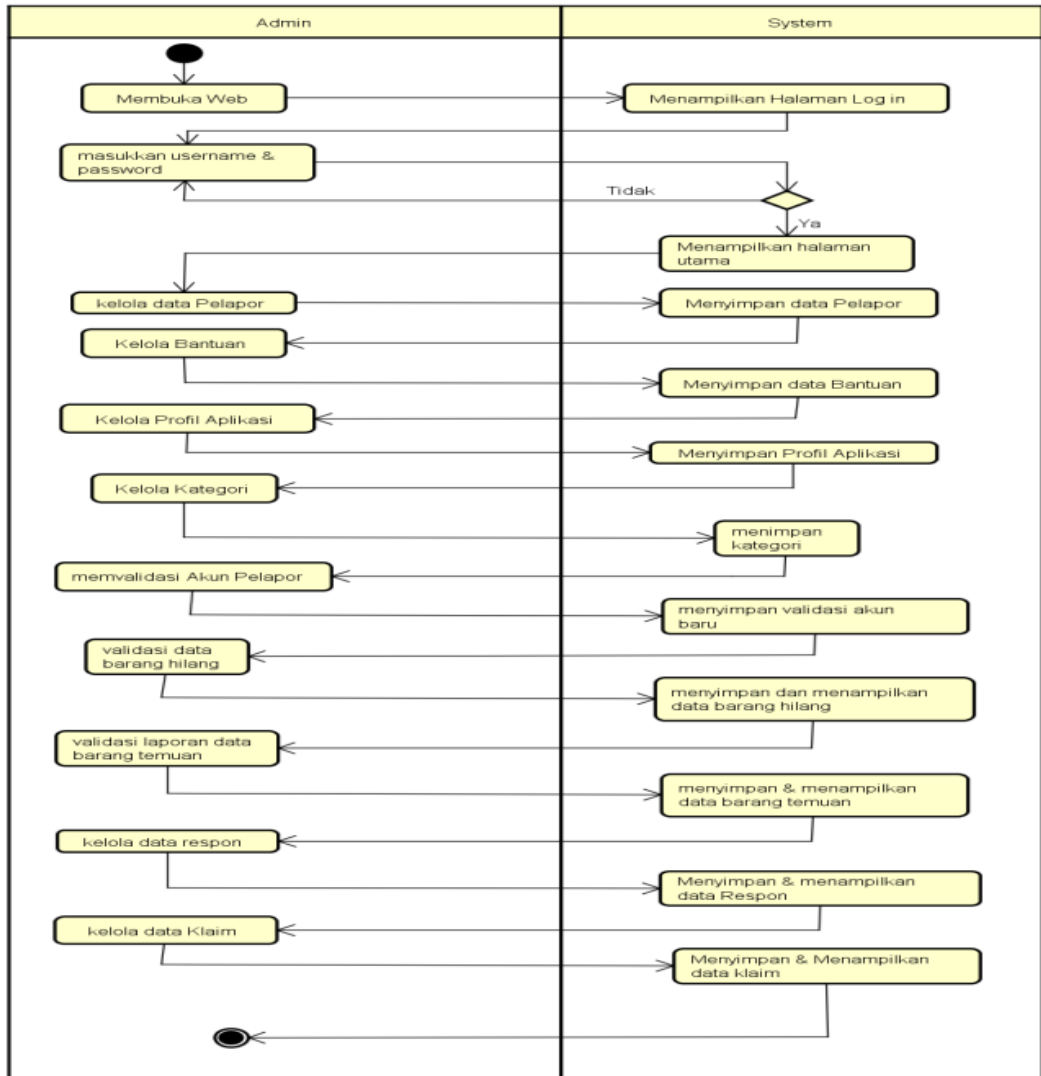 Admin
System
Membuka Web
Menampilkan Halaman Log in
masukkan username &
password
Tidak
Ya
Menampilkan halaman
utama
kelola data Pelapor
Menyimpan data Pelapor
Kelola Bantuan
Menyimpan data Bantuan
Kelola Profil Aplikasi
Menyimpan Profil Aplikasi
Kelola Kategori
menimpan
kategori
memvalidasi Akun Pelapor
menyimpan validasi akun
baru
validasi data
barang hilang
menyimpan dan menampilkan
data barang hilang
validasi laporan data
barang temuan
menyimpan & menampilkan
data barang temuan
kelola data respon
Menyimpan & menampilkan
data Respon
kelola data Klaim
Menyimpan & Menampilkan
data klaim